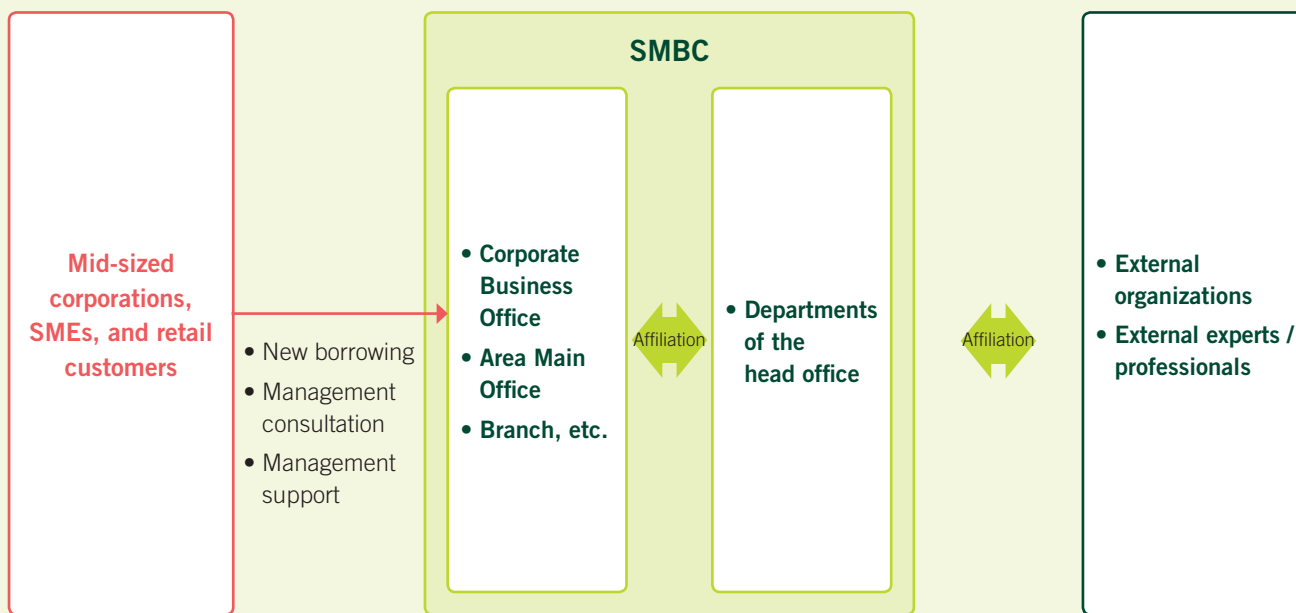 SMBC
Mid-sized
corporations,
SMEs, and retail
customers
• New borrowing
• Management
consultation
• Management
support
• Corporate
Business
Office
• Area Main
Office
• Branch, etc.
Affiliation
• Departments
of the
head office
Affiliation
• External
organizations
• External experts /
professionals